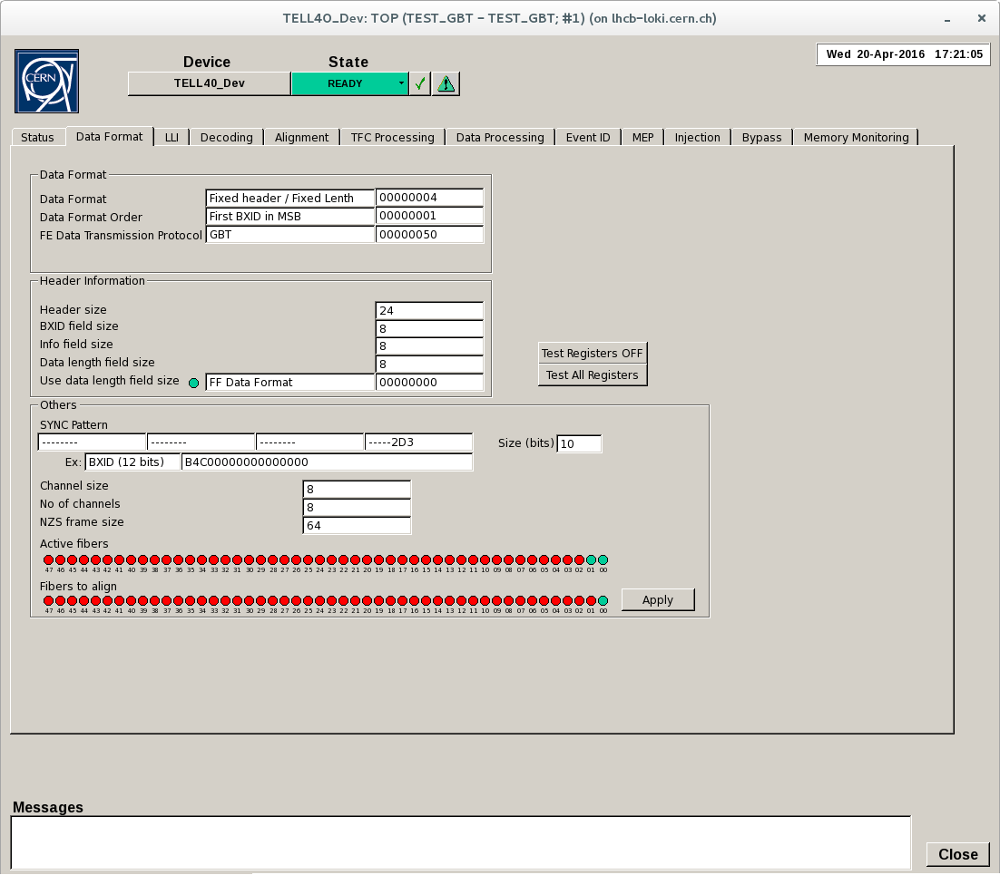 TELL40_Dev: TOP (TEST_GBT - TEST_GBT; #1) (on lhcb-loki.cern.ch)
CERN
Device State
TELL40_Dev READY
Wed 20-Apr-2016 17:21:05
Status Data Format LLI Decoding Alignment TFC Processing Data Processing Event ID MEP Injection Bypass Memory Monitoring
Data Format
Data Format Fixed header / Fixed Lenth 00000004
Data Format Order First BXID in MSB 00000001
FE Data Transmission Protocol GBT 00000050
Header Information
Header size 24
BXID field size 8
Info field size 8
Data length field size 8
Use data length field size FF Data Format 00000000
Test Registers OFF
Test All Registers
Others
SYNC Pattern
-------- -------- -------- -----2D3 Size (bits) 10
Ex: BXID (12 bits) B4C00000000000000
Channel size 8
No of channels 8
NZS frame size 64
Active fibers
47 46 45 44 43 42 41 40 39 38 37 36 35 34 33 32 31 30 29 28 27 26 25 24 23 22 21 20 19 18 17 16 15 14 13 12 11 10 09 08 07 06 05 04 03 02 01 00
Fibers to align
47 46 45 44 43 42 41 40 39 38 37 36 35 34 33 32 31 30 29 28 27 26 25 24 23 22 21 20 19 18 17 16 15 14 13 12 11 10 09 08 07 06 05 04 03 02 01 00
Apply
Messages
Close